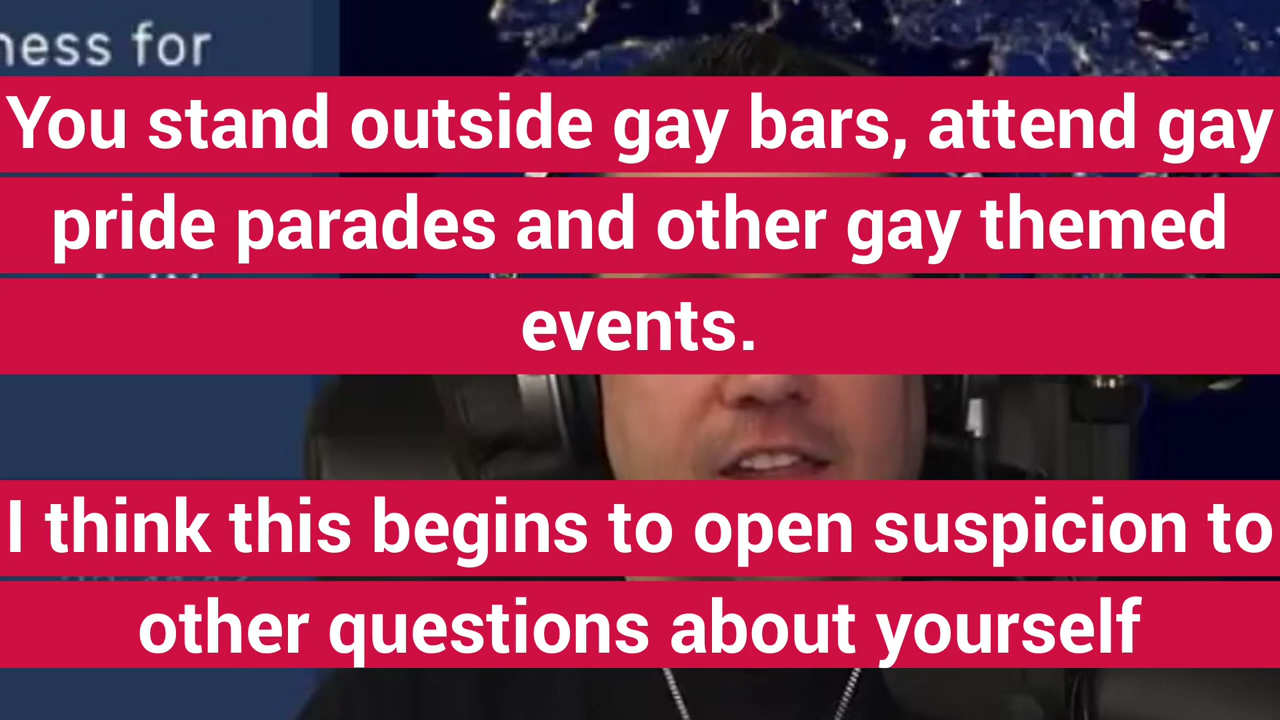 ness for
You stand outside gay bars, attend gay
pride parades and other gay themed
events.
I think this begins to open suspicion to
other questions about yourself